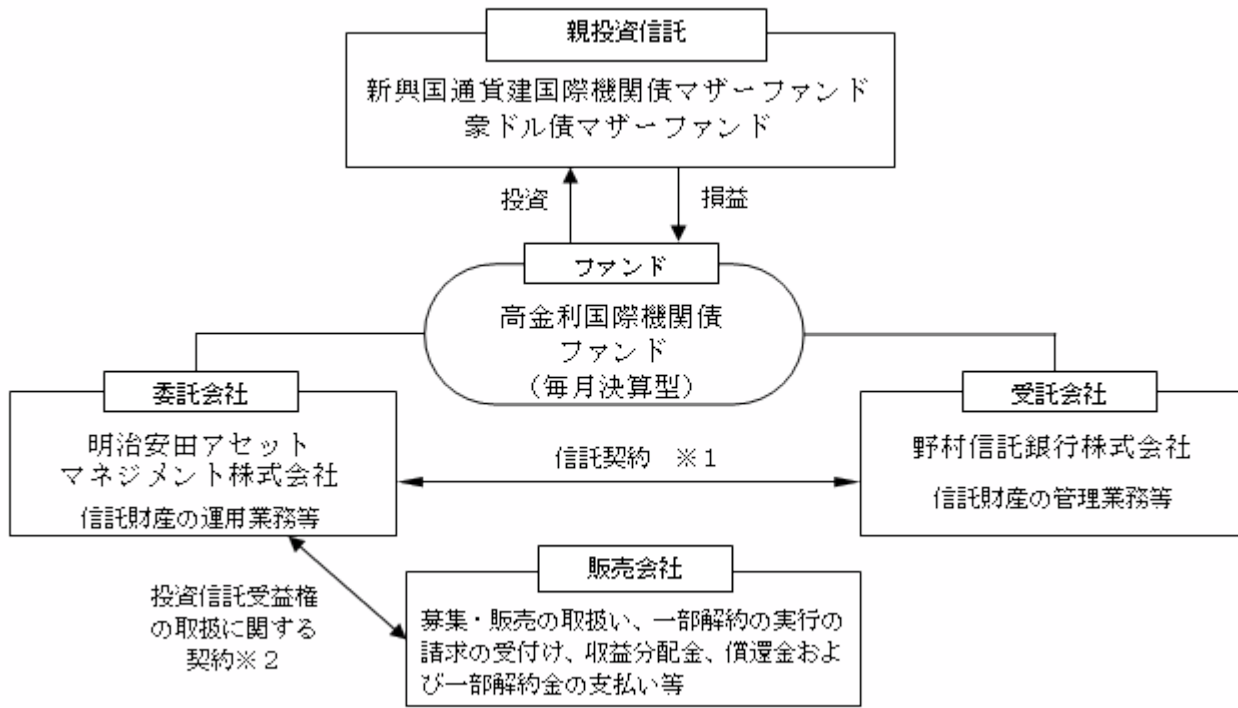 親投資信託
新興国通貨建国際機関債マザーファンド
豪ドル債マザーファンド
投資
損益
ファンド
高金利国際機関債
ファンド
（毎月決算型）
委託会社
明治安田アセット
マネジメント株式会社
信託財産の運用業務等
信託契約　※１
受託会社
野村信託銀行株式会社
信託財産の管理業務等
投資信託受益権
の取扱に関する
契約※２
販売会社
募集・販売の取扱い、一部解約の実行の
請求の受付け、収益分配金、償還金およ
び一部解約金の支払い等